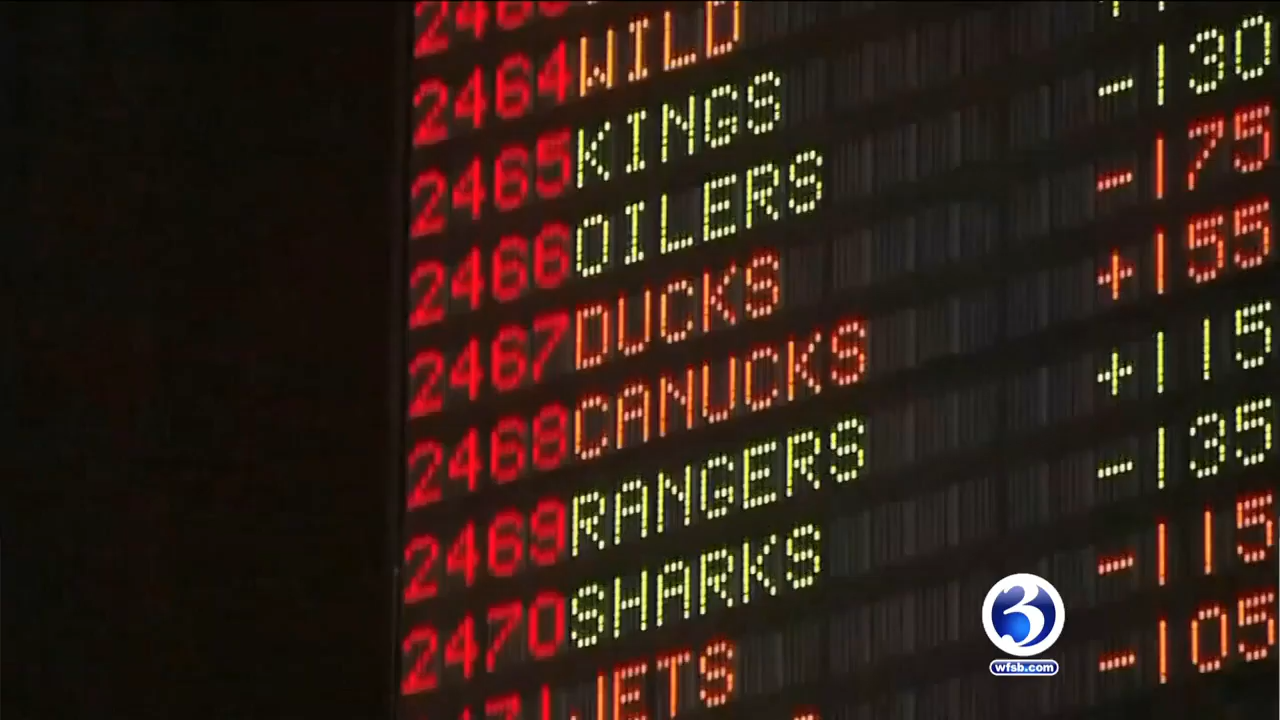 2464 WILD
2465 KINGS
2466 OILERS -130
2467 DUCKS -175
2468 CANUCKS +155
2469 RANGERS +115
2470 SHARKS -135
JETS -115
-105
3
wfsb.com